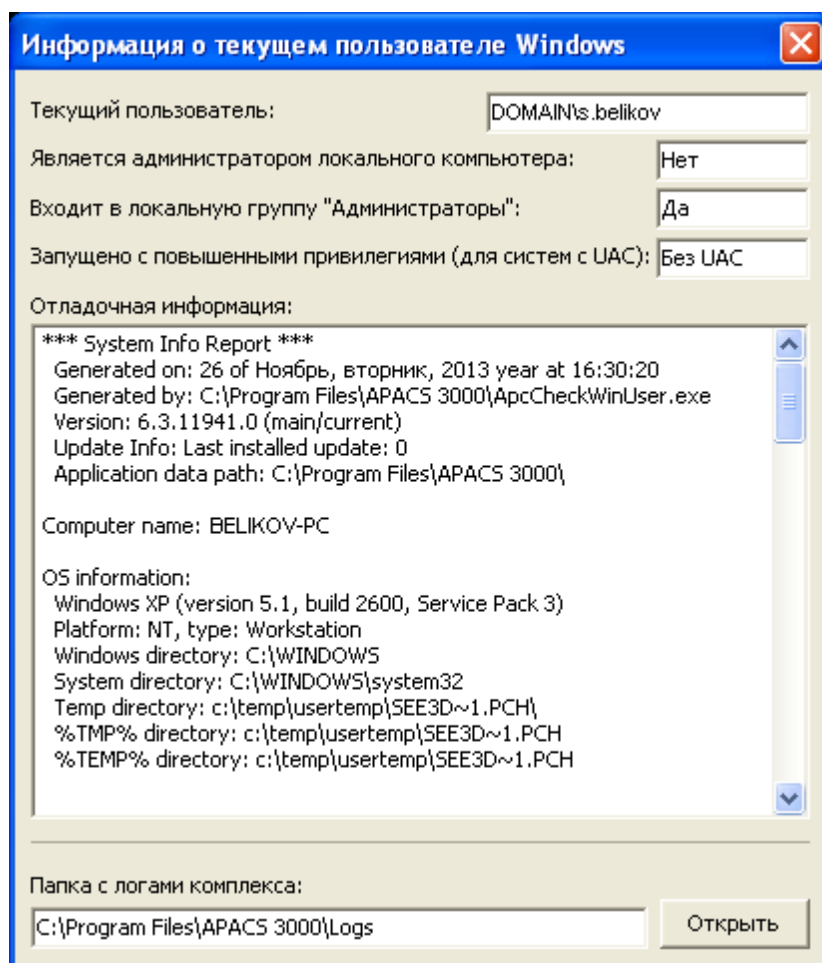 Информация о текущем пользователе Windows
Текущий пользователь: DOMAIN\s.belikov
Является администратором локального компьютера: Нет
Входит в локальную группу "Администраторы": Да
Запущено с повышенными привилегиями (для систем с UAC): Без UAC
Отладочная информация:
*** System Info Report ***
Generated on: 26 of Ноябрь, вторник, 2013 year at 16:30:20
Generated by: C:\Program Files\APACS 3000\ApcCheckWinUser.exe
Version: 6.3.11941.0 (main/current)
Update Info: Last installed update: 0
Application data path: C:\Program Files\APACS 3000\
Computer name: BELIKOV-PC
OS information:
Windows XP (version 5.1, build 2600, Service Pack 3)
Platform: NT, type: Workstation
Windows directory: C:\WINDOWS
System directory: C:\WINDOWS\system32
Temp directory: c:\temp\usertemp\SEE3D~1.PCH\
%TMP% directory: c:\temp\usertemp\SEE3D~1.PCH
%TEMP% directory: c:\temp\usertemp\SEE3D~1.PCH
Папка с логами комплекса:
C:\Program Files\APACS 3000\Logs Открыть